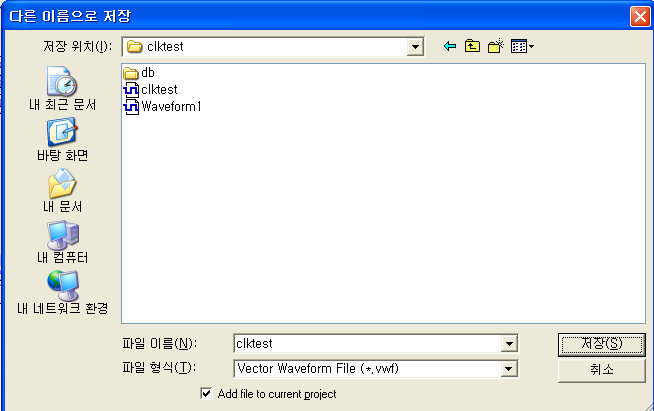 다른 이름으로 저장
저장 위치(I):
clktest
db
clktest
Waveform1
내 최근 문서
바탕 화면
내 문서
내 컴퓨터
내 네트워크 환경
파일 이름(N):
clktest
저장(S)
파일 형식(T):
Vector Waveform File (*.vwf)
취소
Add file to current project